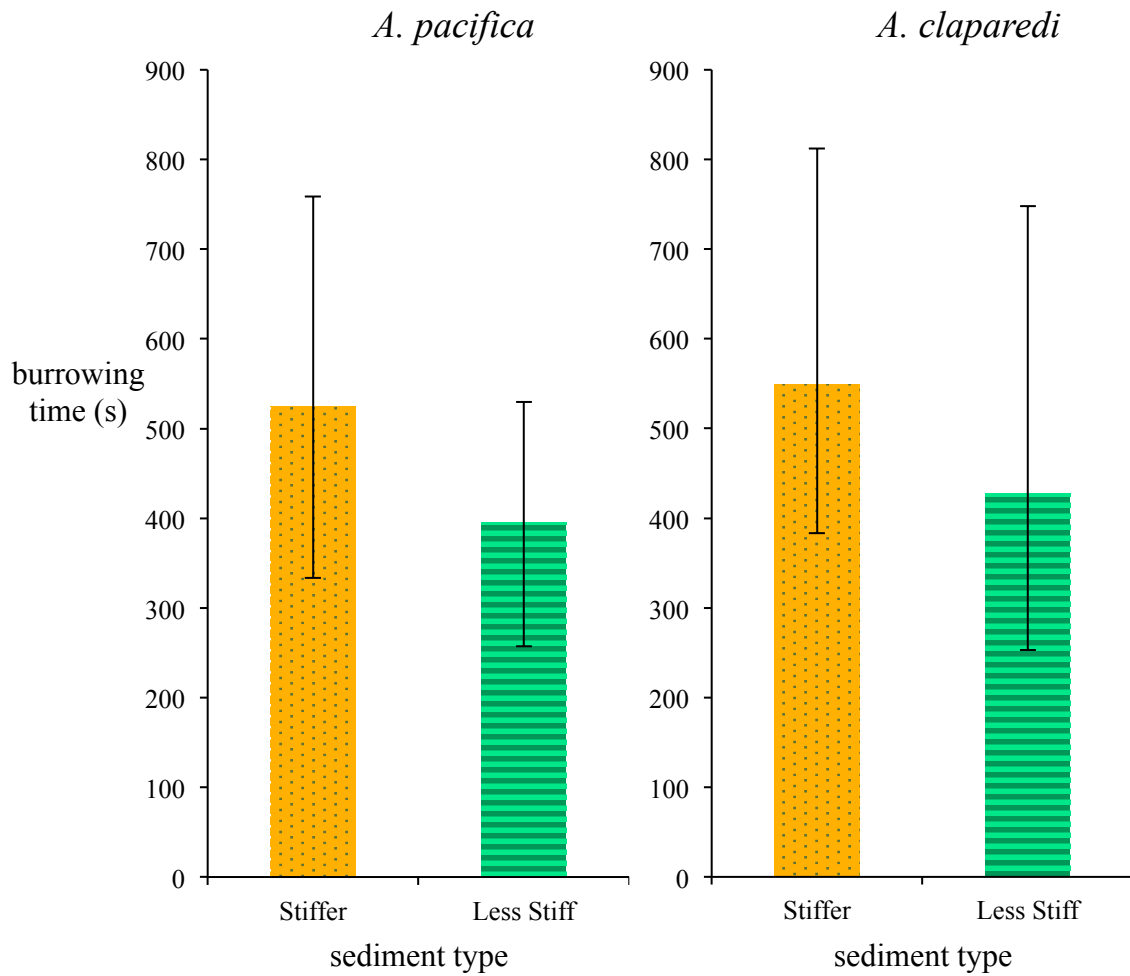 A. pacifica
A. claparedi
burrowing
time (s)
900
800
700
600
500
400
300
200
100
0
Stiffer
Less Stiff
sediment type
900
800
700
600
500
400
300
200
100
0
Stiffer
Less Stiff
sediment type